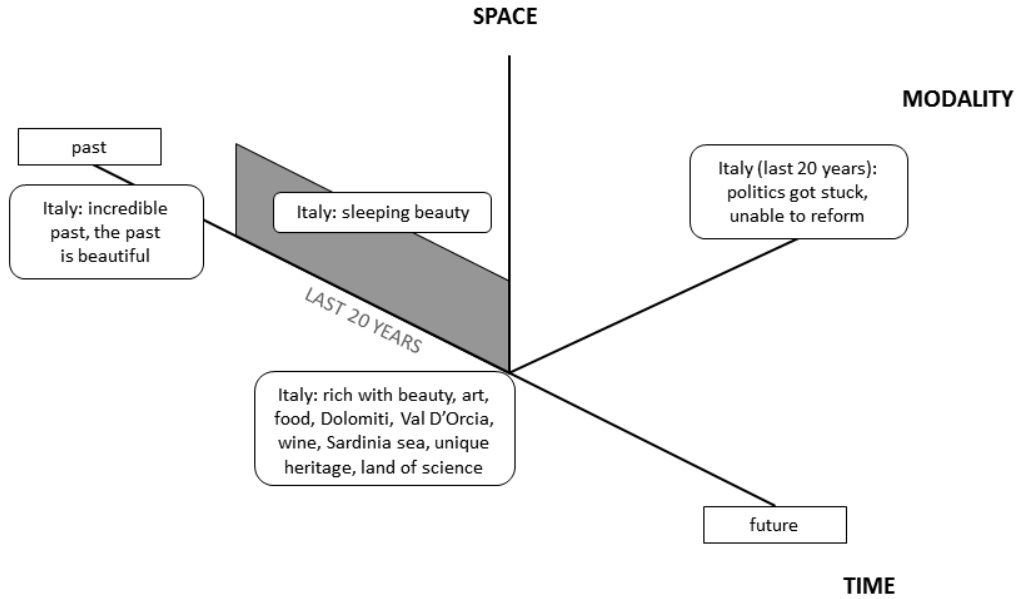 SPACE
MODALITY
past
Italy: incredible
past, the past
is beautiful
Italy: sleeping beauty
Italy (last 20 years):
politics got stuck,
unable to reform
LAST 20 YEARS
Italy: rich with beauty, art,
food, Dolomiti, Val D’Orcia,
wine, Sardinia sea, unique
heritage, land of science
future
TIME